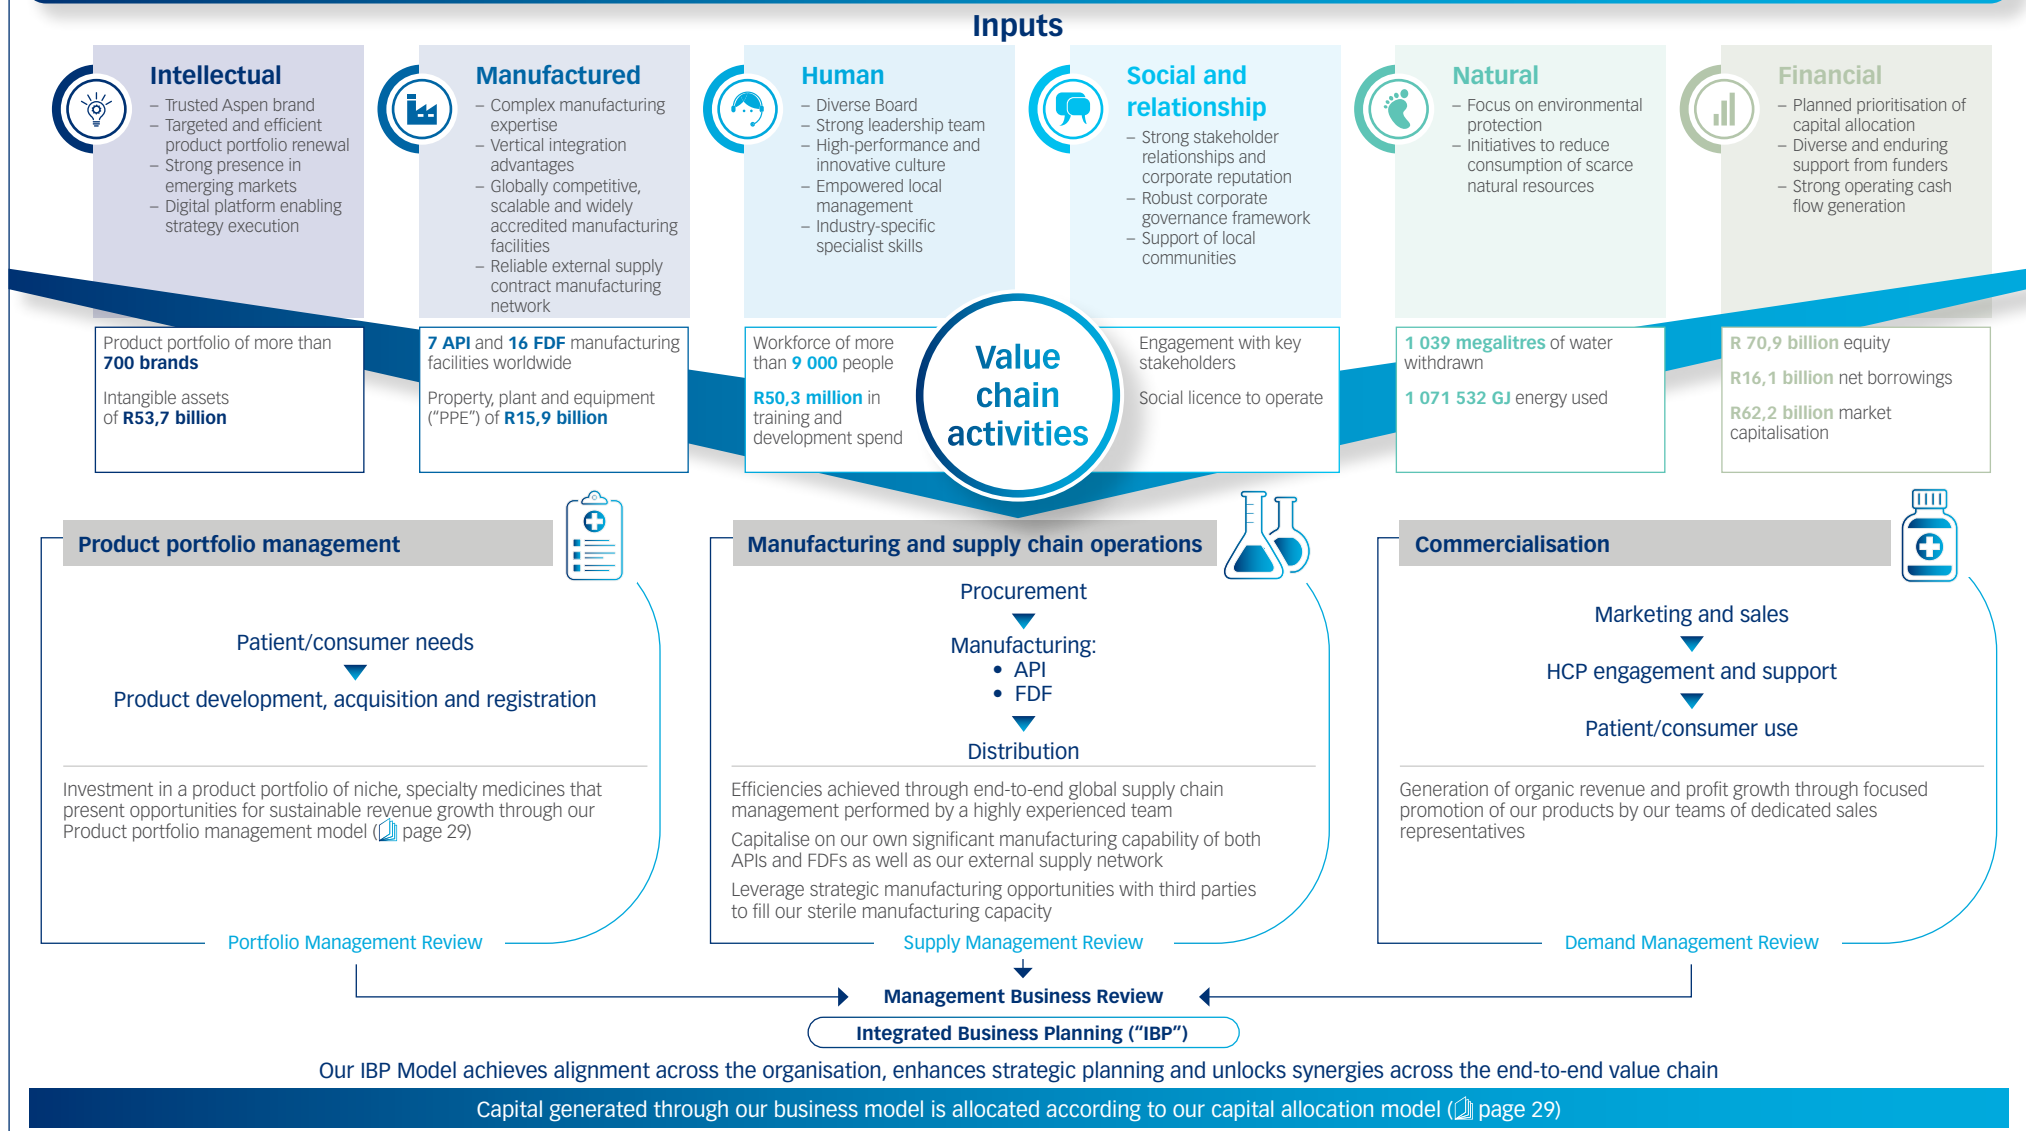 Inputs
Intellectual
– Trusted Aspen brand
– Targeted and efficient
product portfolio renewal
– Strong presence in
emerging markets
– Digital platform enabling
strategy execution
Manufactured
– Complex manufacturing
expertise
– Vertical integration
advantages
– Globally competitive,
scalable and widely
accredited manufacturing
facilities
– Reliable external supply
contract manufacturing
network
Human
– Diverse Board
– Strong leadership team
– High-performance and
innovative culture
– Empowered local
management
– Industry-specific
specialist skills
Social and
relationship
– Strong stakeholder
relationships and
corporate reputation
– Robust corporate
governance framework
– Support of local
communities
Natural
– Focus on environmental
protection
– Initiatives to reduce
consumption of scarce
natural resources
Financial
– Planned prioritisation of
capital allocation
– Diverse and enduring
support from funders
– Strong operating cash
flow generation
Product portfolio of more than
700 brands
Intangible assets
of R53,7 billion
7 API and 16 FDF manufacturing
facilities worldwide
Property, plant and equipment
("PPE") of R15,9 billion
Workforce of more
than 9 000 people
R50,3 million in
training and
development spend
Value
chain
activities
Engagement with key
stakeholders
Social licence to operate
1 039 megalitres of water
withdrawn
1 071 532 GJ energy used
R 70,9 billion equity
R16,1 billion net borrowings
R62,2 billion market
capitalisation
Product portfolio management
Patient/consumer needs
Product development, acquisition and registration
Investment in a product portfolio of niche, specialty medicines that
present opportunities for sustainable revenue growth through our
Product portfolio management model (page 29)
Portfolio Management Review
Manufacturing and supply chain operations
Procurement
Manufacturing:
• API
• FDF
Distribution
Efficiencies achieved through end-to-end global supply chain
management performed by a highly experienced team
Capitalise on our own significant manufacturing capability of both
APIs and FDFs as well as our external supply network
Leverage strategic manufacturing opportunities with third parties
to fill our sterile manufacturing capacity
Supply Management Review
Commercialisation
Marketing and sales
HCP engagement and support
Patient/consumer use
Generation of organic revenue and profit growth through focused
promotion of our products by our teams of dedicated sales
representatives
Demand Management Review
Management Business Review
Integrated Business Planning ("IBP")
Our IBP Model achieves alignment across the organisation, enhances strategic planning and unlocks synergies across the end-to-end value chain
Capital generated through our business model is allocated according to our capital allocation model (page 29)